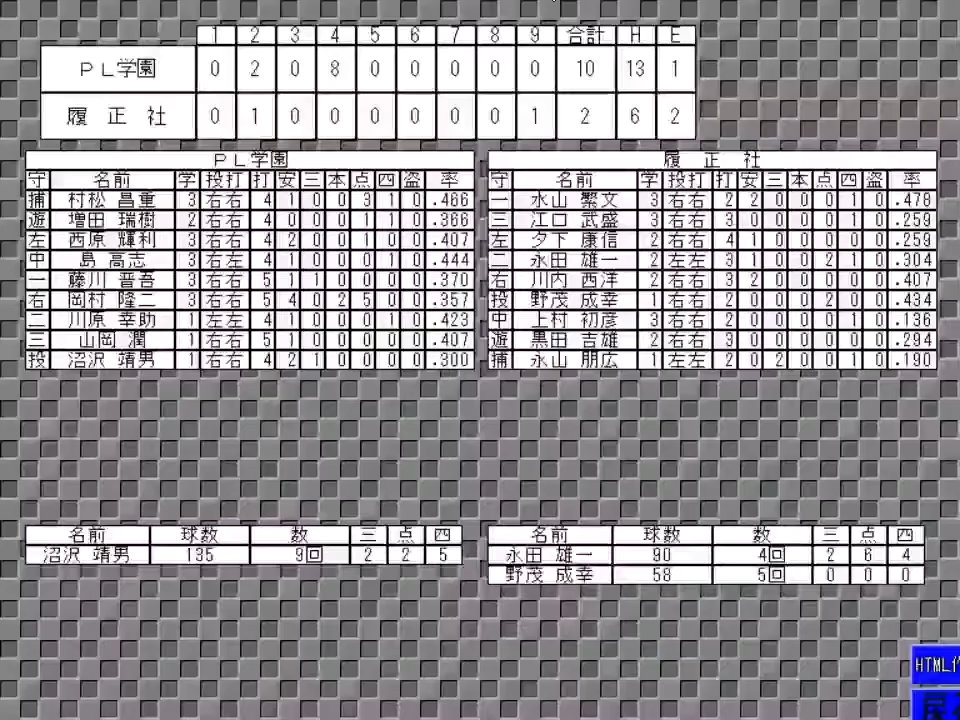 1 2 3 4 5 6 7 8 9 合計 H E
PL学園 0 2 0 8 0 0 0 0 0 10 13 1
履正社 0 1 0 0 0 0 0 0 1 2 6 2
PL学園
守 名前 学 投打 打 安 三 本 点 四 盗 率
捕 村松 昌重 3 右右 4 1 0 0 3 1 0 .466
遊 増田 瑞樹 2 右右 4 0 0 0 1 1 0 .366
左 西原 輝利 3 右右 4 2 0 0 1 0 0 .407
中 島 高志 3 右左 4 1 0 0 0 1 0 .444
一 藤川 晋吾 3 右右 5 1 1 0 0 0 0 .370
右 岡村 隆二 3 右右 5 4 0 2 5 0 0 .357
二 川原 幸助 1 左左 4 1 0 0 0 1 0 .423
三 山岡 潤 1 右右 5 1 0 0 0 0 0 .407
投 沼沢 靖男 1 右右 4 2 1 0 0 0 0 .300
履正社
守 名前 学 投打 打 安 三 本 点 四 盗 率
一 水山 繁文 3 右右 2 2 0 0 0 1 0 .478
三 江口 武盛 3 右右 3 0 0 0 0 1 0 .259
左 夕下 康信 2 右右 4 1 0 0 0 0 0 .259
二 永田 雄一 2 左左 3 1 0 0 0 1 0 .304
右 川内 西洋 2 右右 3 2 0 0 0 0 0 .407
投 野茂 成幸 1 右右 2 0 0 0 2 0 0 .434
中 上村 初彦 3 右右 2 0 0 0 0 1 0 .136
遊 黒田 吉雄 2 右右 3 0 0 0 0 0 0 .294
捕 永山 朋広 1 左左 2 0 2 0 0 1 0 .190
名前 球数 数 三 点 四
沼沢 靖男 135 9回 2 2 5
名前 球数 数 三 点 四
永田 雄一 90 4回 2 6 4
野茂 成幸 58 5回 0 0 0
HTML